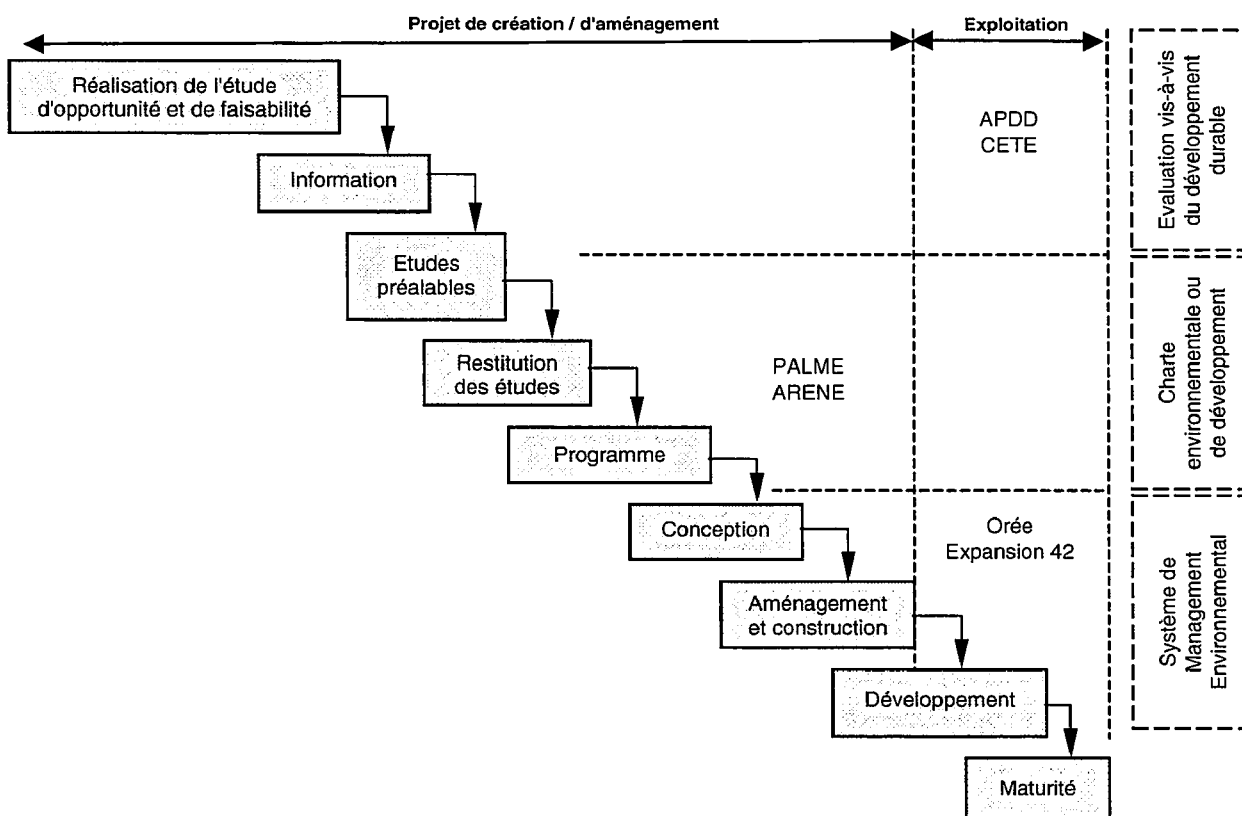 Projet de création / d'aménagement
Exploitation
Réalisation de l'étude
d'opportunité et de faisabilité
APDD
CETE
Evaluation vis-à-vis
du développement
durable
Information
Etudes
préalables
Restitution
des études
PALME
ARENE
Charte
environnementale ou
de développement
Programme
Conception
Orée
Expansion 42
Système de
Management
Environnemental
Aménagement
et construction
Développement
Maturité